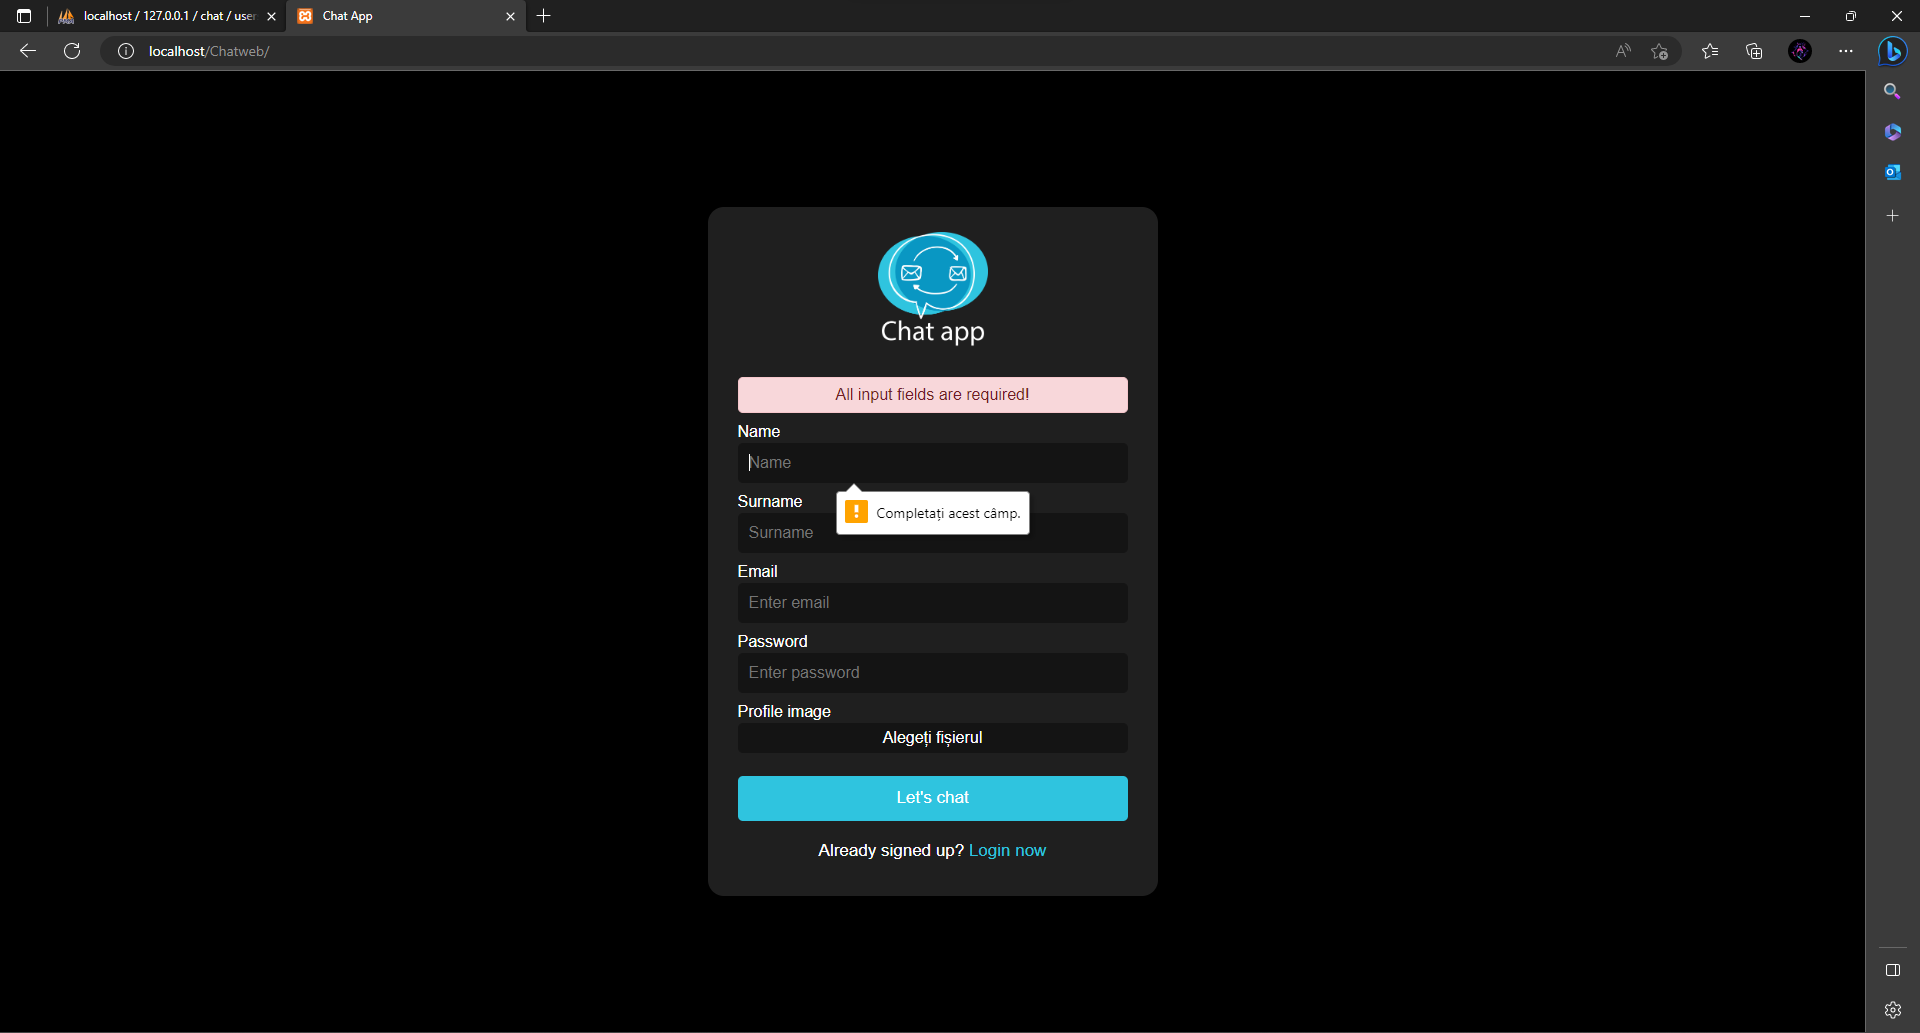 localhost / 127.0.0.1 / chat / user
Chat App
localhost/Chatweb/
Chat app
All input fields are required!
Name
Name
Surname
Completați acest câmp.
Surname
Email
Enter email
Password
Enter password
Profile image
Alegeți fișierul
Let's chat
Already signed up? Login now